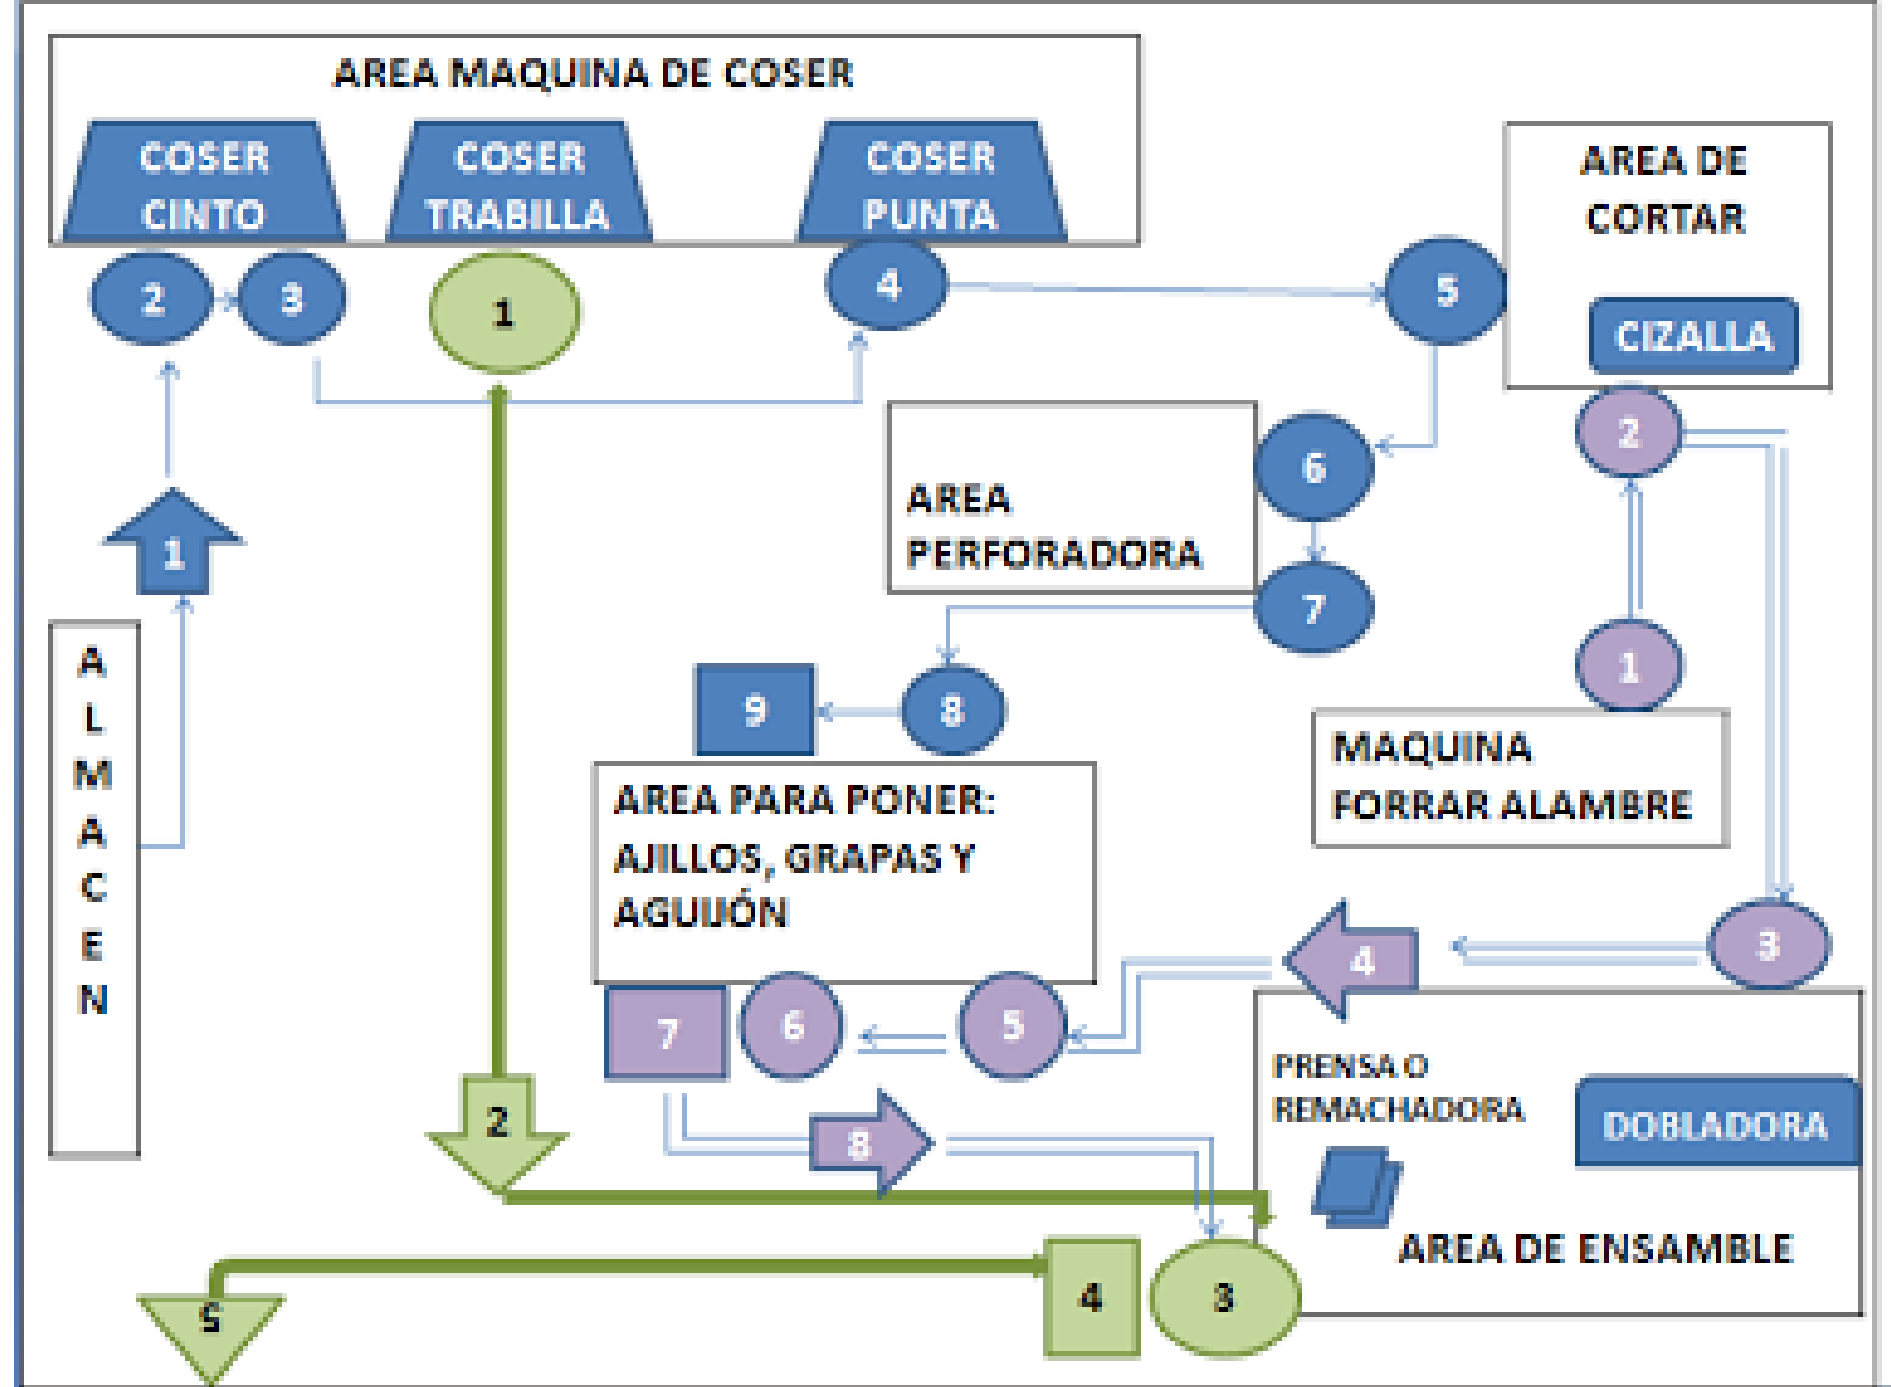 AREA MAQUINA DE COSER
COSER
CINTO
COSER
TRABILLA
COSER
PUNTA
AREA DE
CORTAR
CIZALLA
2
3
1
4
5
2
6
AREA
PERFORADORA
1
7
1
A
L
M
A
C
E
N
9
8
MAQUINA
FORRAR ALAMBRE
AREA PARA PONER:
AJILLOS, GRAPAS Y
AGUIJÓN
3
4
7
6
5
PRENSA O
REMACHADORA
DOBLADORA
2
8
AREA DE ENSAMBLE
4
3
5